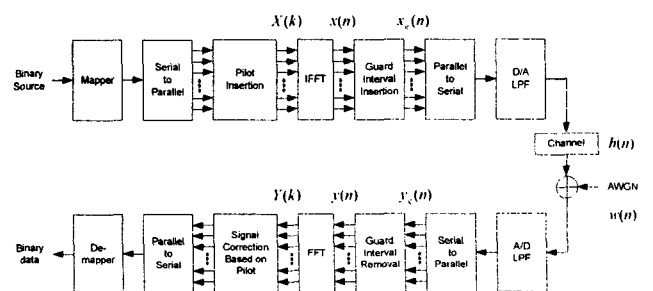 X(k) x(n) x_g(n)
Binary
Source
Mapper
Serial
to
Parallel
Pilot
Insertion
IFFT
Guard
Interval
Insertion
Parallel
to
Serial
D/A
LPF
Channel
h(n)
AWGN
w(n)
Y(k) y(n) y_g(n)
Binary
data
De-
mapper
Parallel
to
Serial
Signal
Correction
Based on
Pilot
FFT
Guard
Interval
Removal
Serial
to
Parallel
A/D
LPF